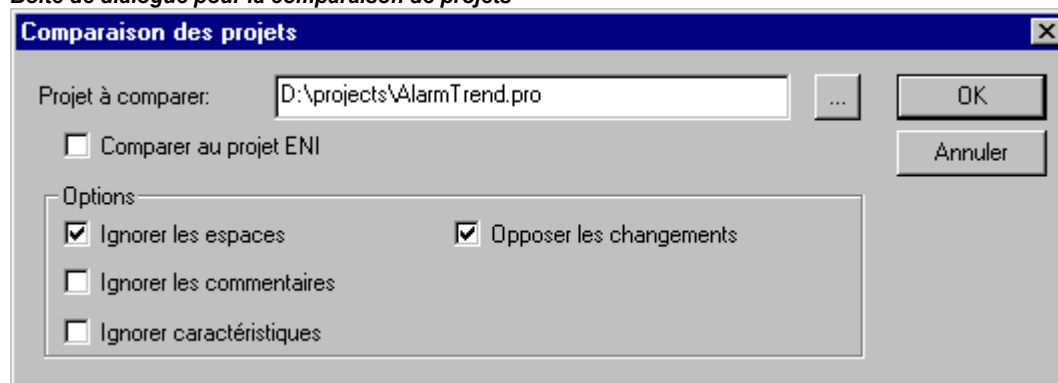 Boîte de dialogue pour la comparaison de projets
Comparaison des projets
Projet à comparer: D:\projects\AlarmTrend.pro ... OK
Comparer au projet ENI Annuler
Options
Ignorer les espaces Opposer les changements
Ignorer les commentaires
Ignorer caractéristiques